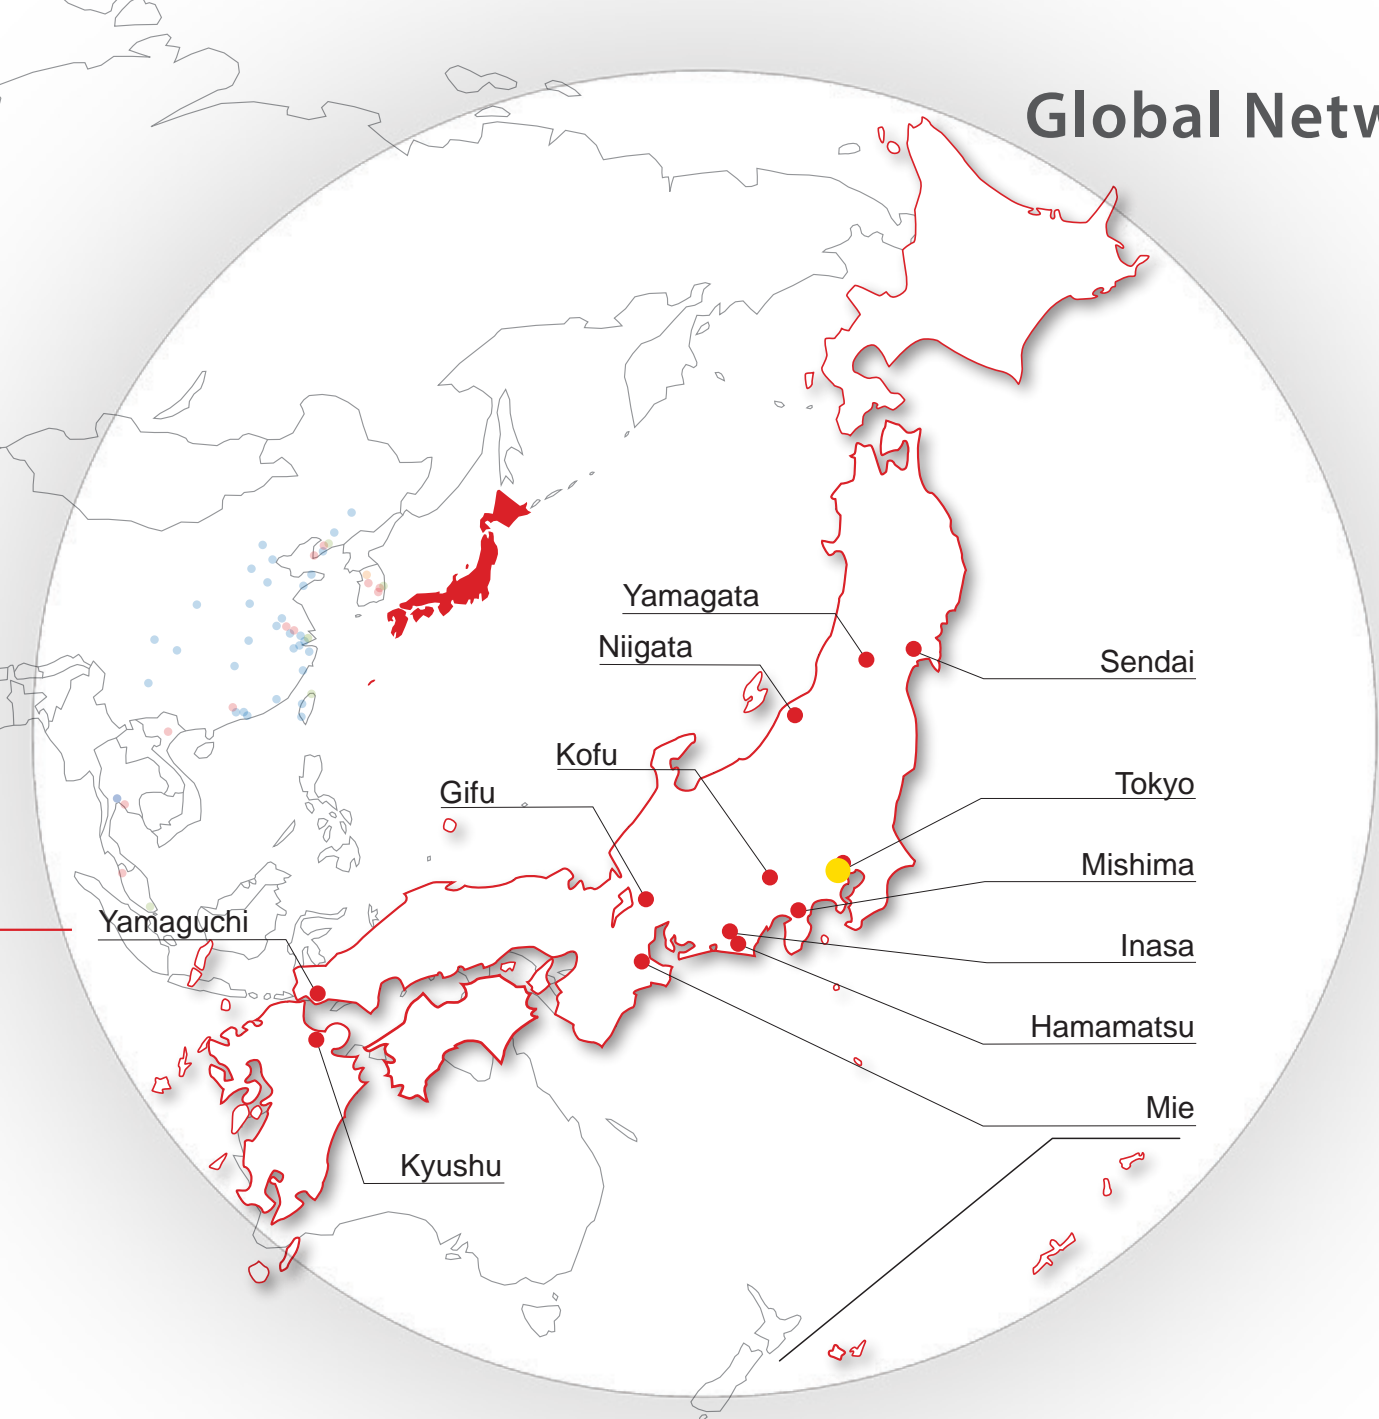 Global Netw
Yamagata
Niigata
Sendai
Kofu
Tokyo
Gifu
Mishima
Yamaguchi
Inasa
Hamamatsu
Mie
Kyushu